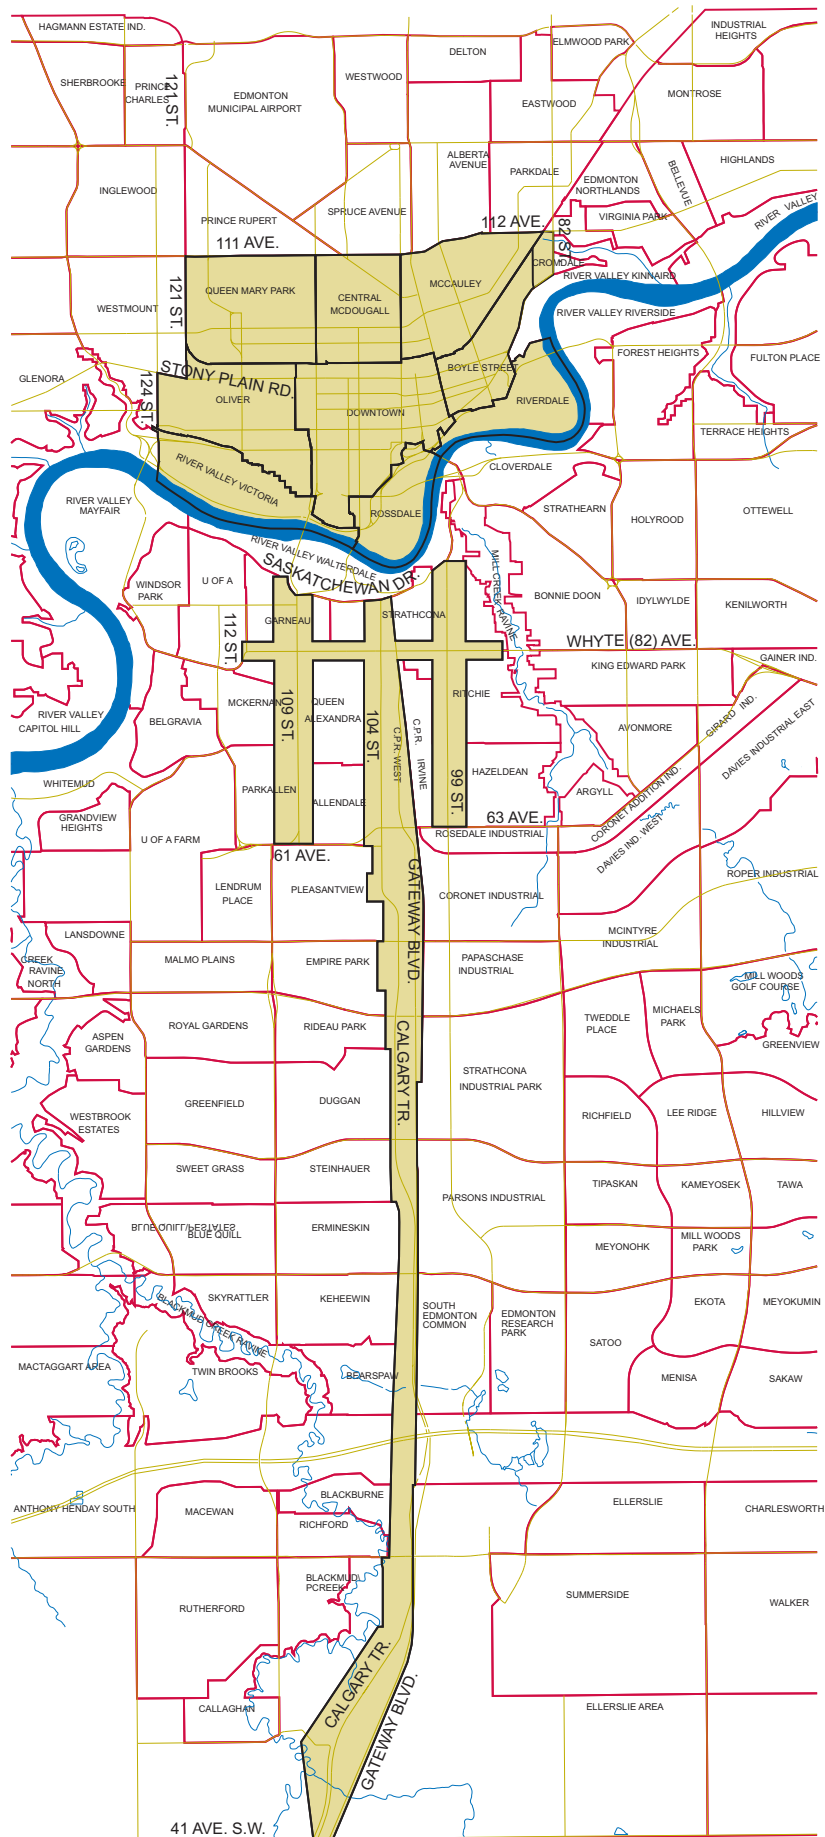 HAGMANN ESTATE IND.
INDUSTRIAL
HEIGHTS
ELMWOOD PARK
DELTON
WESTWOOD
SHERBROOKE
PRINCE
CHARLES
121 ST.
EDMONTON
MUNICIPAL AIRPORT
MONTROSE
EASTWOOD
ALBERTA
AVENUE
PARKDALE
HIGHLANDS
BELLEVUE
EDMONTON
NORTHLANDS
INGLEWOOD
PRINCE RUPERT
SPRUCE AVENUE
VIRGINIA PARK
RIVER VALLEY
112 AVE.
82 ST.
111 AVE.
CROMDALE
RIVER VALLEY KINNAIRD
QUEEN MARY PARK
CENTRAL
MCDOUGALL
MCCAULEY
WESTMOUNT
121 ST.
RIVER VALLEY RIVERSIDE
FOREST HEIGHTS
FULTON PLACE
GLENORA
124 ST.
STONY PLAIN RD.
OLIVER
BOYLE STREET
DOWNTOWN
RIVERDALE
TERRACE HEIGHTS
RIVER VALLEY VICTORIA
CLOVERDALE
RIVER VALLEY
MAYFAIR
ROSSDALE
STRATHEARN
HOLYROOD
OTTEWELL
RIVER VALLEY WALTERDALE
SASKATCHEWAN DR.
MILL CREEK RAVINE
WINDSOR
PARK
U OF A
GARNEAU
STRATHCONA
BONNIE DOON
IDYLWYLDE
KENILWORTH
112 ST.
WHYTE (82) AVE.
KING EDWARD PARK
GAINER IND.
MCKERNAN
109 ST.
QUEEN
ALEXANDRA
104 ST.
C.P.R. WEST
C.P.R. IRVINE
RITCHIE
RIVER VALLEY
CAPITOL HILL
BELGRAVIA
AVONMORE
GIRARD IND.
DAVIES INDUSTRIAL EAST
WHITEMUD
PARKALLEN
ALLENDALE
99 ST.
HAZELDEAN
ARGYLL
CORONET ADDITION IND.
GRANDVIEW
HEIGHTS
63 AVE.
ROSEDALE INDUSTRIAL
DAVIES IND. WEST
U OF A FARM
61 AVE.
LENDRUM
PLACE
PLEASANTVIEW
GATEWAY BLVD.
CORONET INDUSTRIAL
ROPER INDUSTRIAL
LANSDOWNE
MCINTYRE
INDUSTRIAL
CREEK
RAVINE
NORTH
MALMO PLAINS
EMPIRE PARK
PAPASCHASE
INDUSTRIAL
MILL WOODS
GOLF COURSE
ROYAL GARDENS
RIDEAU PARK
CALGARY TR.
TWEDDLE
PLACE
MICHAELS
PARK
ASPEN
GARDENS
GREENVIEW
STRATHCONA
INDUSTRIAL PARK
GREENFIELD
DUGGAN
WESTBROOK
ESTATES
RICHFIELD
LEE RIDGE
HILLVIEW
SWEET GRASS
STEINHAUER
PARSONS INDUSTRIAL
TIPASKAN
KAMEYOSEK
TAWA
BLUE QUILL ESTATES
BLUE QUILL
ERMINESKIN
MEYONOHK
MILL WOODS
PARK
SKYRATTLER
KEHEEWIN
BLACKMUD CREEK RAVINE
SOUTH
EDMONTON
COMMON
EDMONTON
RESEARCH
PARK
EKOTA
MEYOKUMIN
SATOO
MACTAGGART AREA
TWIN BROOKS
BEARSPAW
MENISA
SAKAW
ANTHONY HENDAY SOUTH
MACEWAN
BLACKBURNE
RICHFORD
ELLERSLIE
CHARLESWORTH
BLACKMUD
PCREEK
RUTHERFORD
SUMMERSIDE
WALKER
CALLAGHAN
CALGARY TR.
GATEWAY BLVD.
ELLERSLIE AREA
41 AVE. S.W.